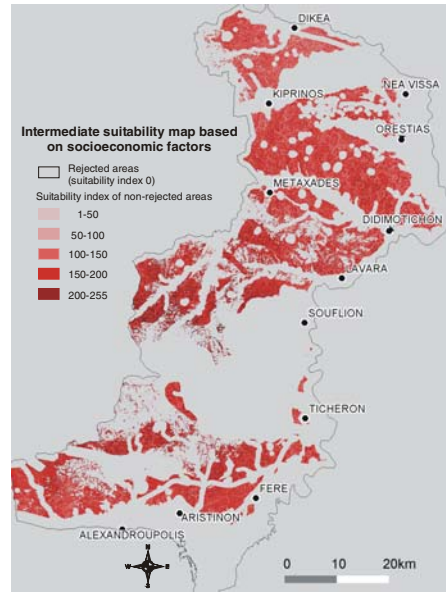 DIKEA
NEA VISSA
KIPRINOS
ORESTIAS
Intermediate suitability map based
on socioeconomic factors
Rejected areas
(suitability index 0)
Suitability index of non-rejected areas
1-50
50-100
100-150
150-200
200-255
METAXADES
DIDIMOTICHON
LAVARA
SOUFLION
TICHERON
FERE
ARISTINON
ALEXANDROUPOLIS
N
W E
S
0 10 20km